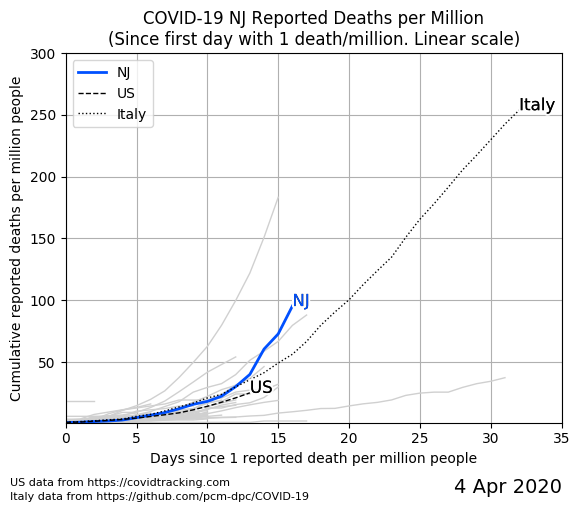 COVID-19 NJ Reported Deaths per Million
(Since first day with 1 death/million. Linear scale)
Cumulative reported deaths per million people
300
250
200
150
100
50
NJ
US
Italy
Italy
NJ
US
0 5 10 15 20 25 30 35
Days since 1 reported death per million people
US data from https://covidtracking.com
Italy data from https://github.com/pcm-dpc/COVID-19
4 Apr 2020